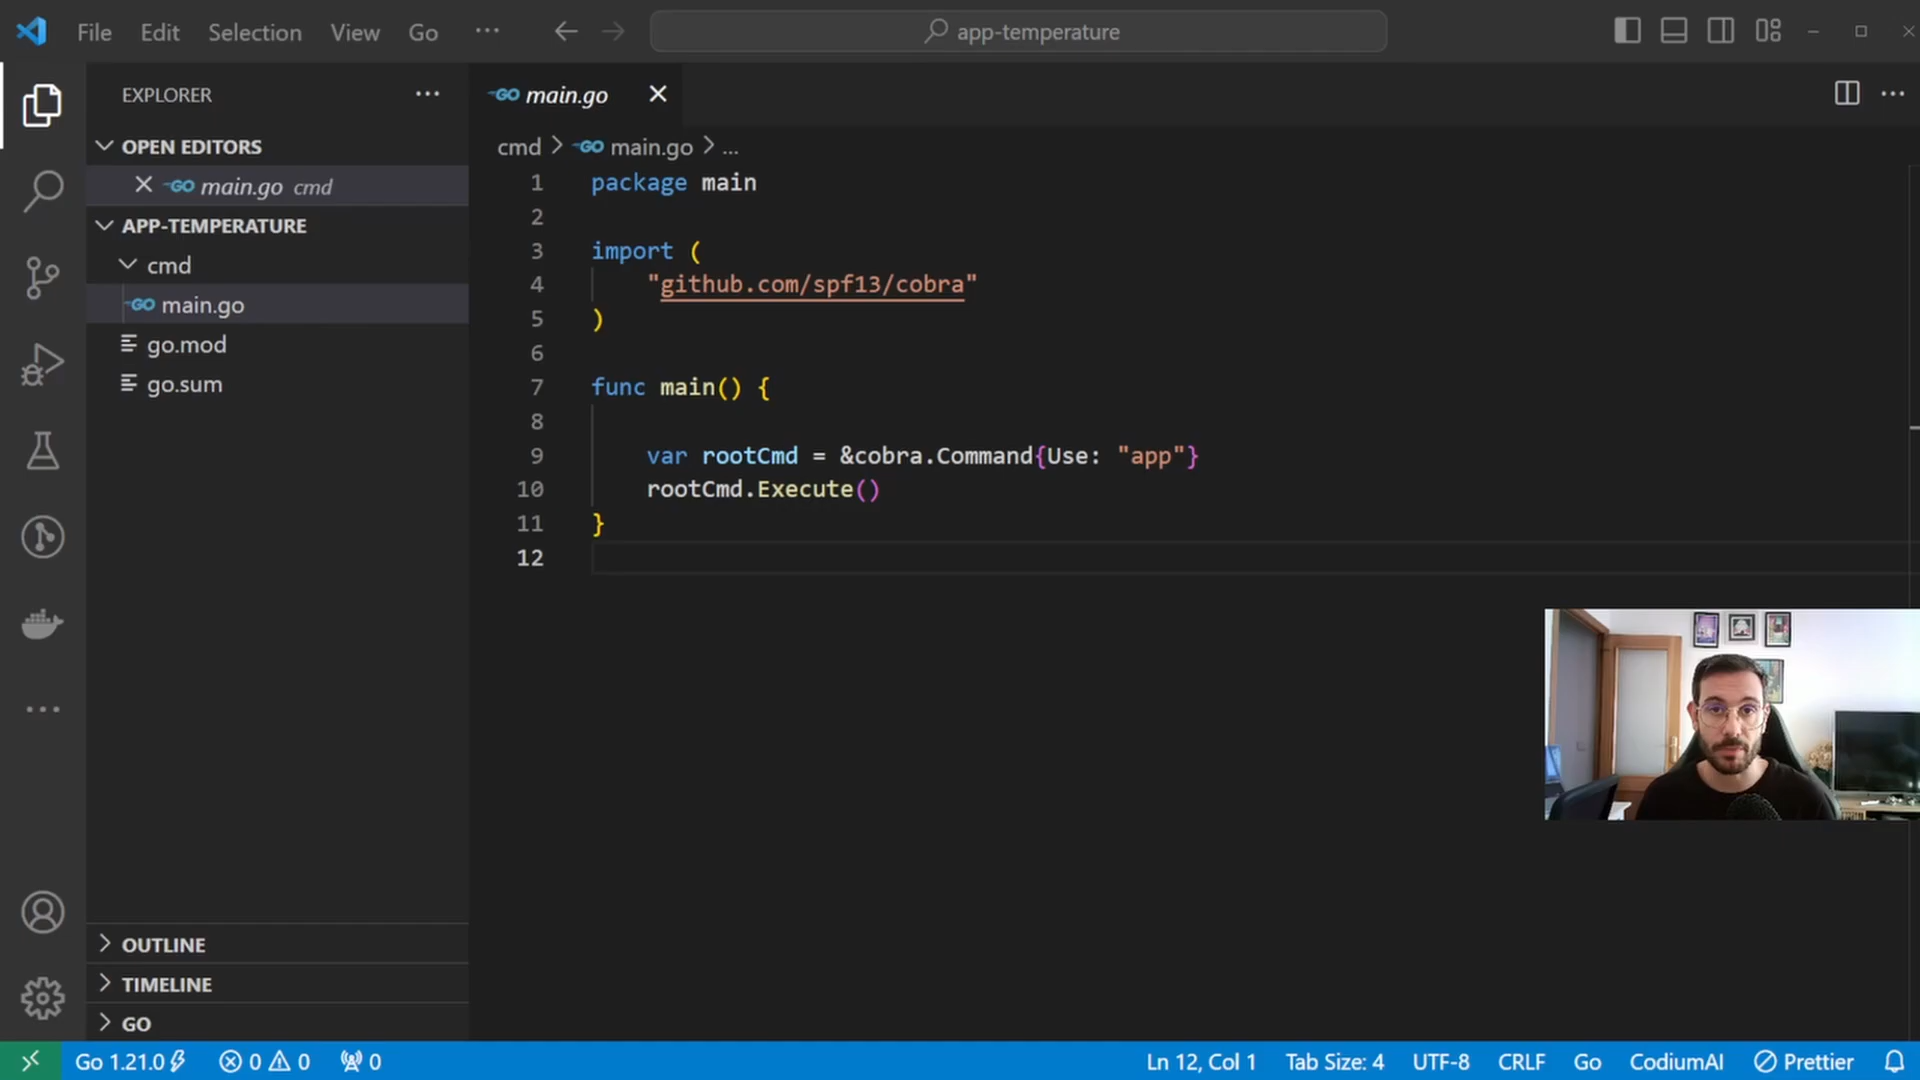 File Edit Selection View Go ··· app-temperature
EXPLORER ···
OPEN EDITORS
GO main.go cmd
APP-TEMPERATURE
cmd
GO main.go
go.mod
go.sum
OUTLINE
TIMELINE
GO
GO main.go
cmd > GO main.go > ...
1 package main
2
3 import (
4 "github.com/spf13/cobra"
5 )
6
7 func main() {
8
9 var rootCmd = &cobra.Command{Use: "app"}
10 rootCmd.Execute()
11 }
12
Go 1.21.0 0 0 0 Ln 12, Col 1 Tab Size: 4 UTF-8 CRLF Go CodiumAI Prettier